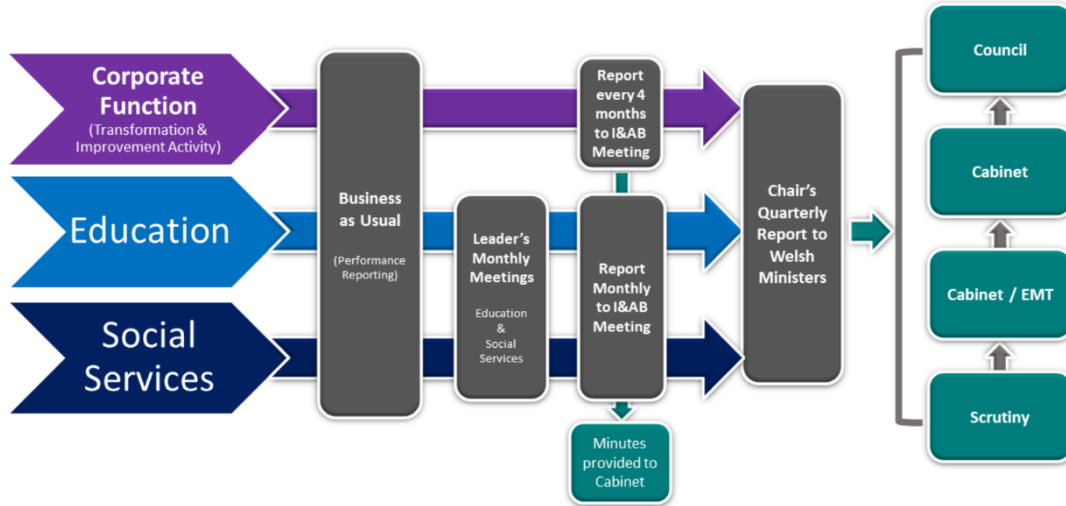 Corporate
Function
(Transformation &
Improvement Activity)
Education
Social
Services
Business
as Usual
(Performance
Reporting)
Leader's
Monthly
Meetings
Education
&
Social
Services
Report
every 4
months
to I&AB
Meeting
Report
Monthly
to I&AB
Meeting
Minutes
provided to
Cabinet
Chair's
Quarterly
Report to
Welsh
Ministers
Council
Cabinet
Cabinet / EMT
Scrutiny